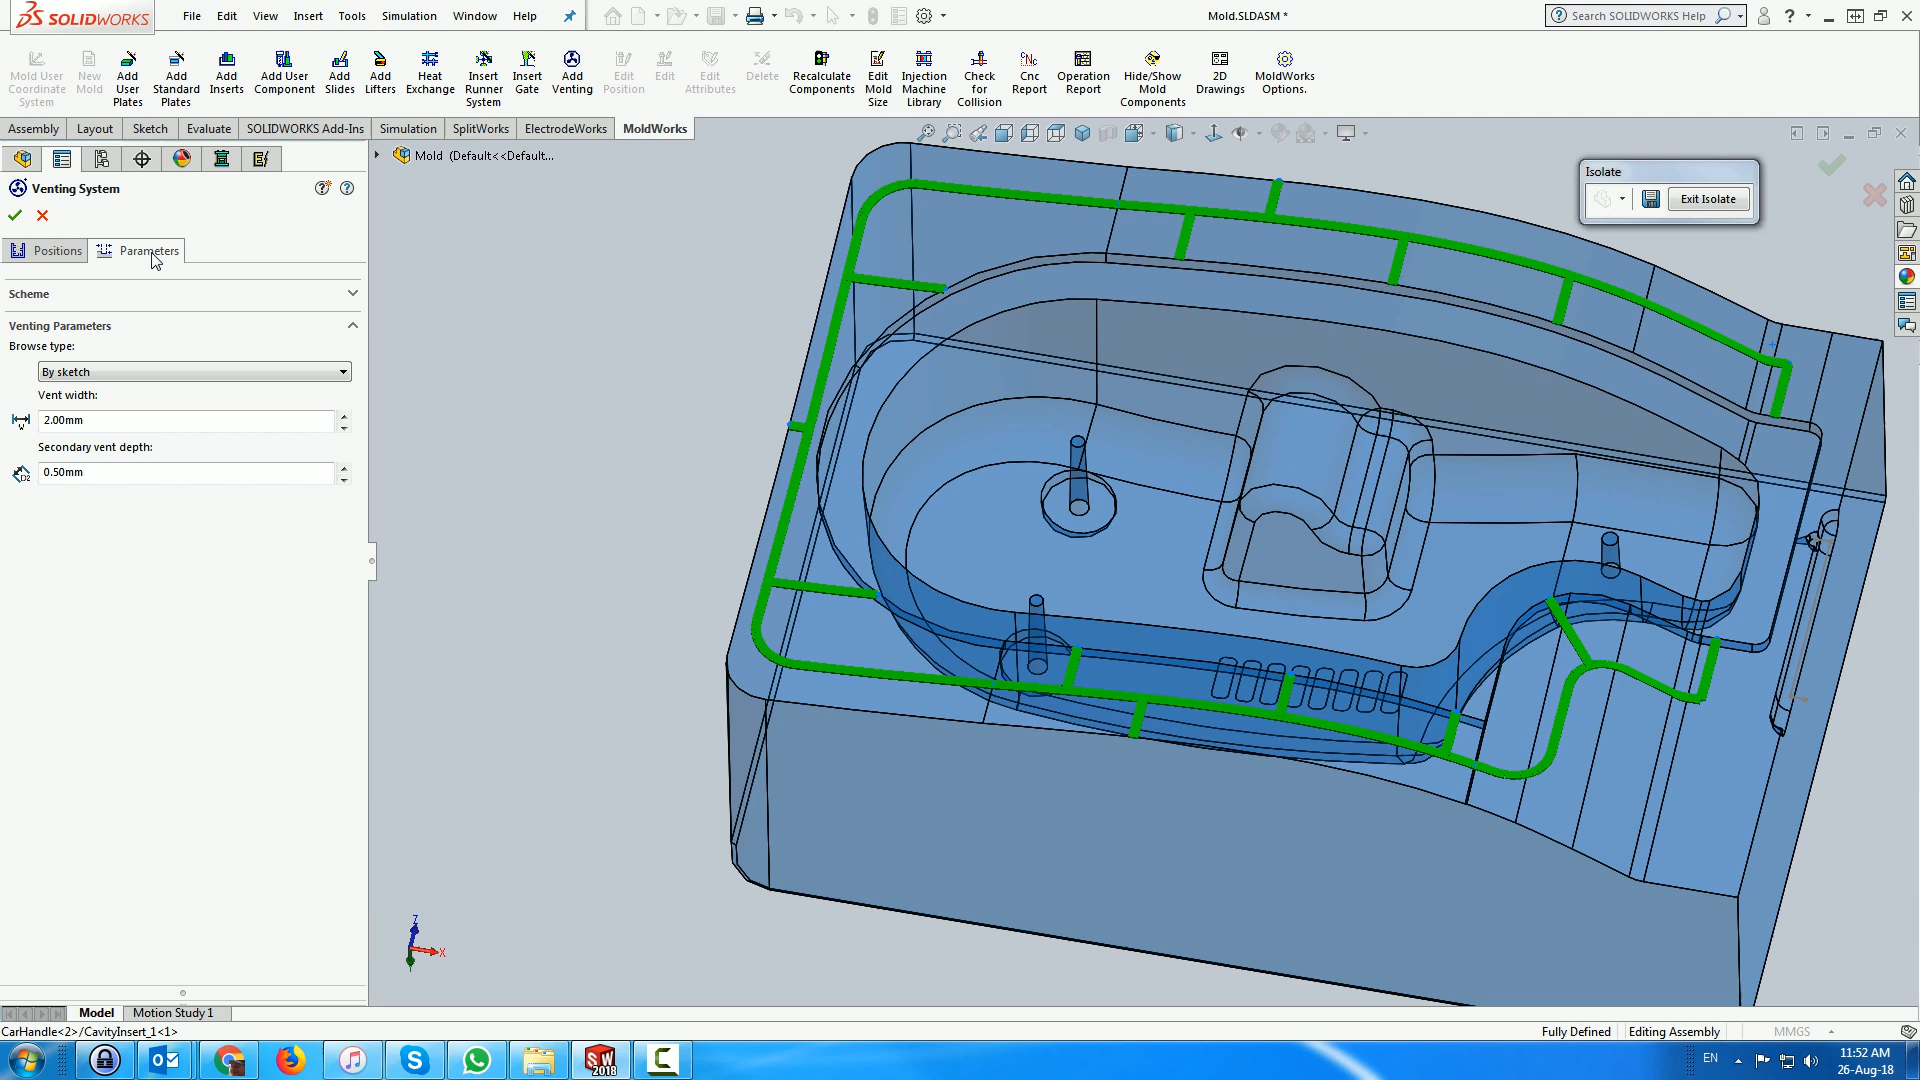 SOLIDWORKS
File Edit View Insert Tools Simulation Window Help
Mold.SLDASM *
Search SOLIDWORKS Help
Mold User Coordinate System
New Mold
Add User Plates
Add Standard Plates
Add Inserts
Add User Component
Add Slides
Add Lifters
Heat Exchange
Insert Runner System
Insert Gate
Add Venting
Edit Position
Edit
Edit Attributes
Delete
Recalculate Components
Edit Mold Size
Injection Machine Library
Check for Collision
Cnc Report
Operation Report
Hide/Show Mold Components
2D Drawings
MoldWorks Options.
Assembly Layout Sketch Evaluate SOLIDWORKS Add-Ins Simulation SplitWorks ElectrodeWorks MoldWorks
Mold (Default<<Default...
Isolate
Exit Isolate
Venting System
Positions Parameters
Scheme
Venting Parameters
Browse type:
By sketch
Vent width:
2.00mm
Secondary vent depth:
D2
0.50mm
Z
X
Model Motion Study 1
CarHandle<2>/CavityInsert_1<1>
Fully Defined Editing Assembly MMGS
SW 2018
EN
11:52 AM
26-Aug-18